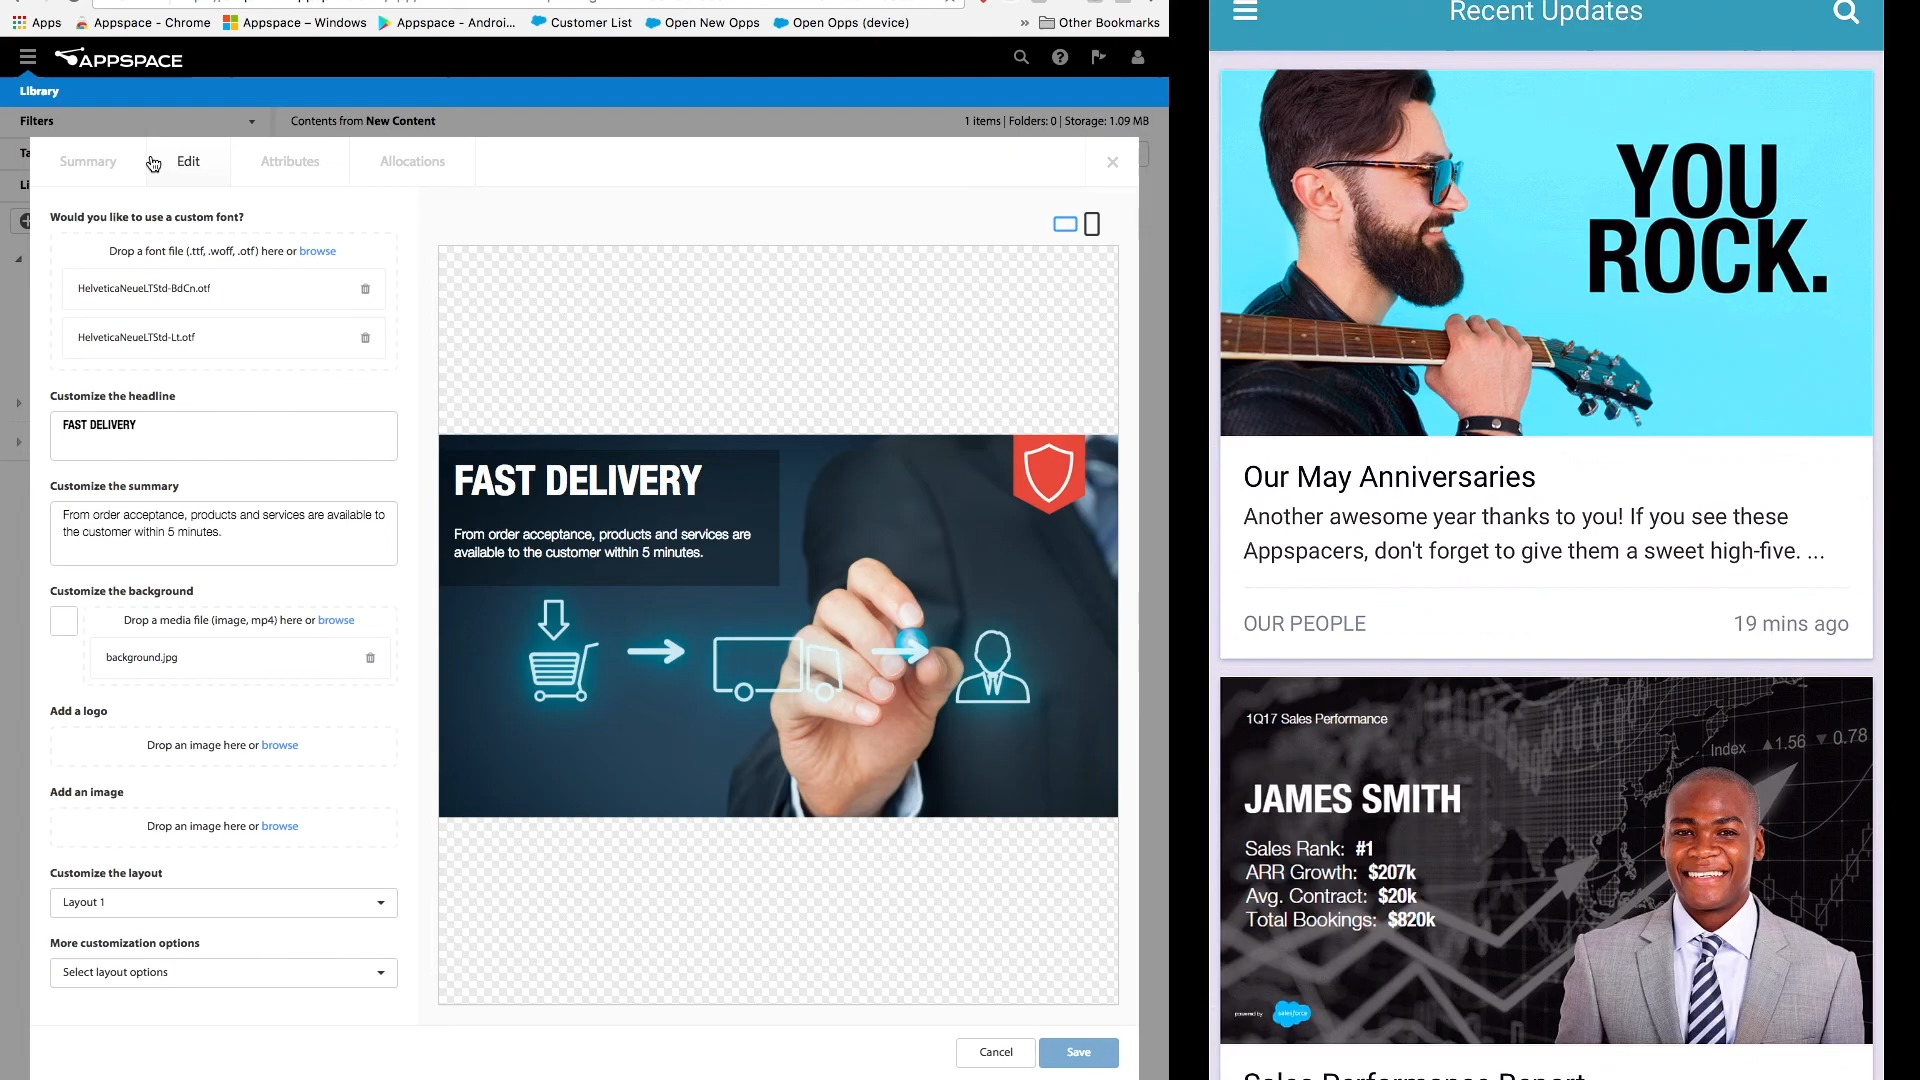 Apps
Appspace - Chrome
Appspace – Windows
Appspace - Androi...
Customer List
Open New Opps
Open Opps (device)
»
Other Bookmarks
APPSPACE
Library
Filters
Contents from New Content
1 items | Folders: 0 | Storage: 1.09 MB
Summary
Edit
Attributes
Allocations
Would you like to use a custom font?
Drop a font file (.ttf, .woff, .otf) here or browse
HelveticaNeueLTStd-BdCn.otf
HelveticaNeueLTStd-Lt.otf
Customize the headline
FAST DELIVERY
Customize the summary
From order acceptance, products and services are available to
the customer within 5 minutes.
Customize the background
Drop a media file (image, mp4) here or browse
background.jpg
Add a logo
Drop an image here or browse
Add an image
Drop an image here or browse
Customize the layout
Layout 1
More customization options
Select layout options
FAST DELIVERY
From order acceptance, products and services are
available to the customer within 5 minutes.
Cancel
Save
Recent Updates
YOU
ROCK.
Our May Anniversaries
Another awesome year thanks to you! If you see these
Appspacers, don't forget to give them a sweet high-five. ...
OUR PEOPLE
19 mins ago
1Q17 Sales Performance
Index ▲1.56 ▼0.78
JAMES SMITH
Sales Rank: #1
ARR Growth: $207k
Avg. Contract: $20k
Total Bookings: $820k
powered by
salesforce
Sales Performance Report